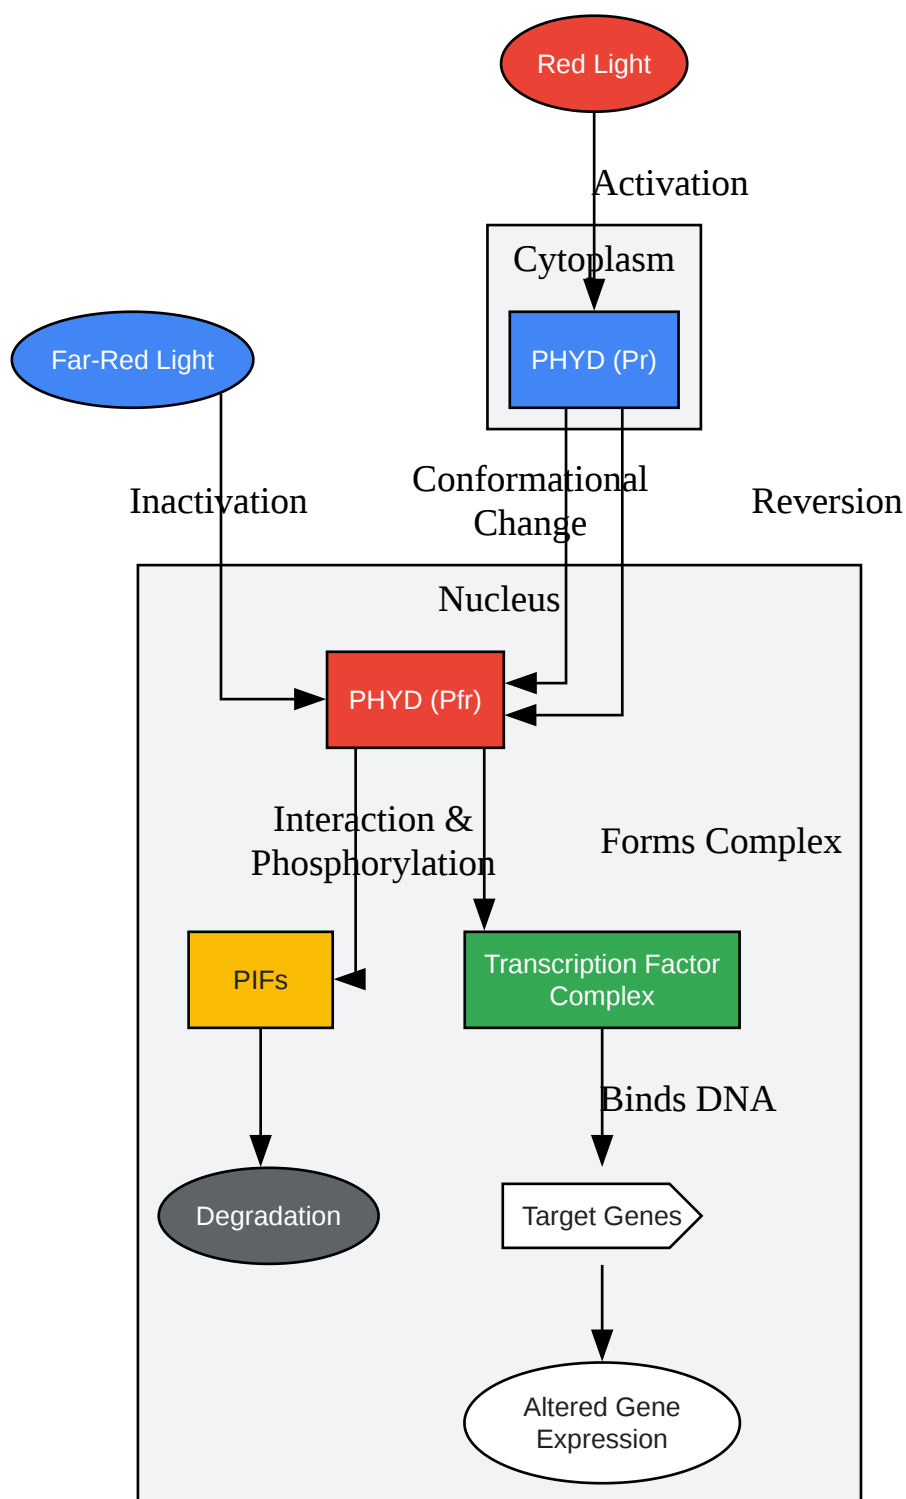 Red Light
Activation
Cytoplasm
PHYD (Pr)
Far-Red Light
Inactivation
Conformational
Change
Reversion
Nucleus
PHYD (Pfr)
Interaction &
Phosphorylation
Forms Complex
PIFs
Transcription Factor
Complex
Binds DNA
Degradation
Target Genes
Altered Gene
Expression